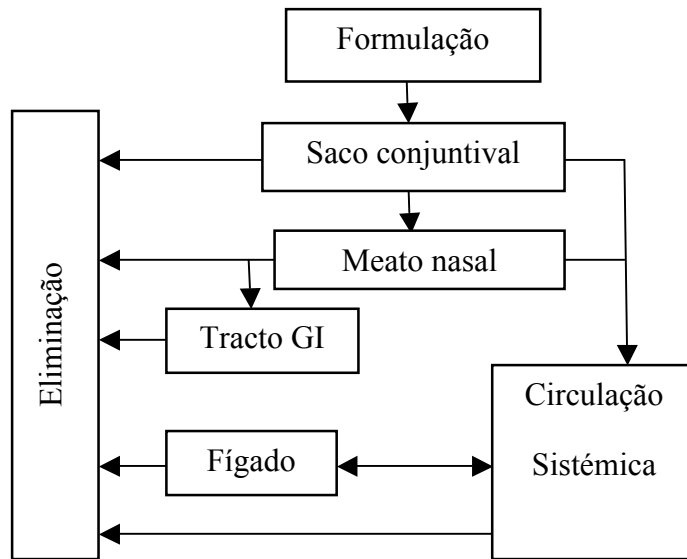 Formulação
Saco conjuntival
Meato nasal
Tracto GI
Eliminação
Circulação
Sistémica
Fígado